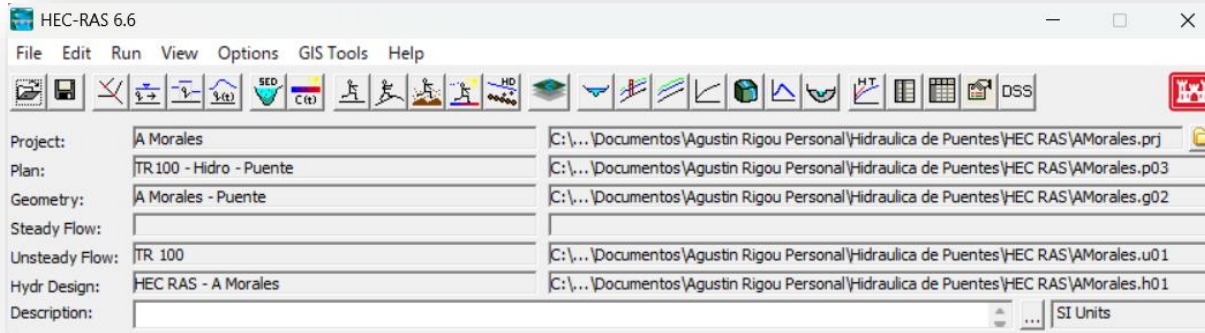 HEC-RAS 6.6
File Edit Run View Options GIS Tools Help
SED C(t) (t) HD HT DSS
Project: A Morales C:\...\Documentos\Agustin Rigou Personal\Hidraulica de Puentes\HEC RAS\AMorales.prj
Plan: TR100 - Hidro - Puente C:\...\Documentos\Agustin Rigou Personal\Hidraulica de Puentes\HEC RAS\AMorales.p03
Geometry: A Morales - Puente C:\...\Documentos\Agustin Rigou Personal\Hidraulica de Puentes\HEC RAS\AMorales.g02
Steady Flow:
Unsteady Flow: TR 100 C:\...\Documentos\Agustin Rigou Personal\Hidraulica de Puentes\HEC RAS\AMorales.u01
Hydr Design: HEC RAS - A Morales C:\...\Documentos\Agustin Rigou Personal\Hidraulica de Puentes\HEC RAS\AMorales.h01
Description: ... SI Units